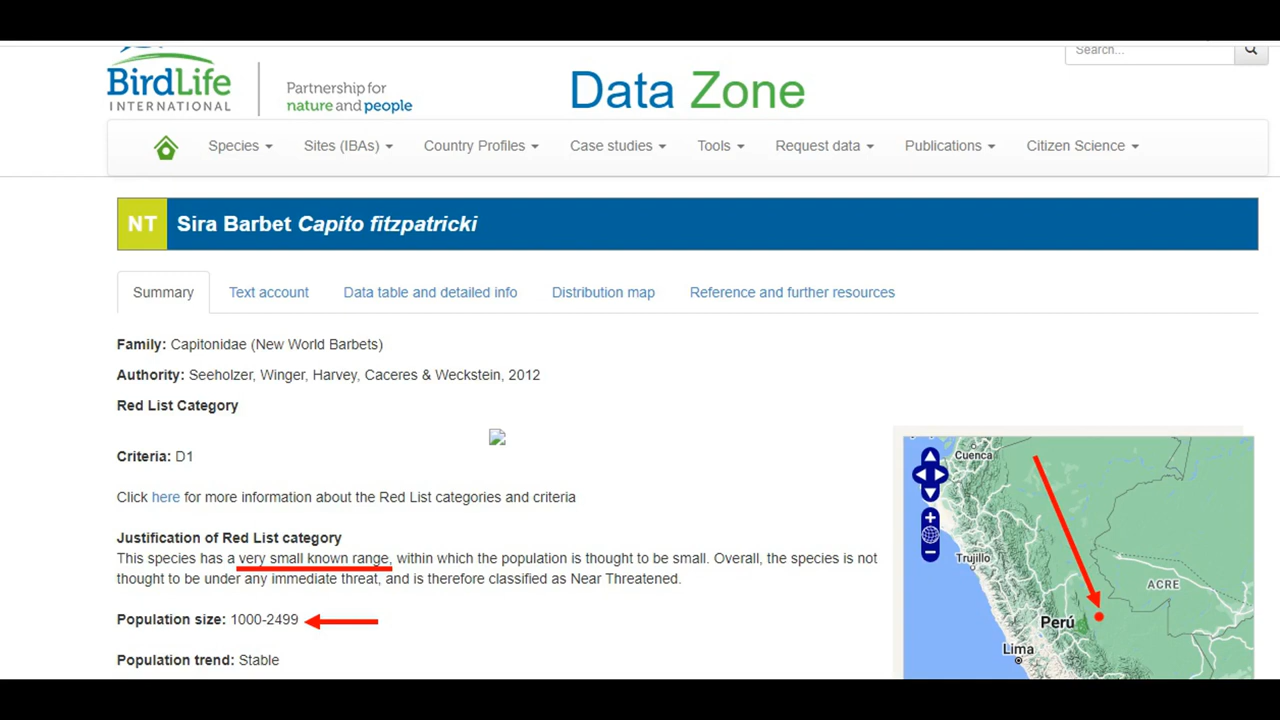 Search...
BirdLife
INTERNATIONAL
Partnership for
nature and people
Data Zone
Species
Sites (IBAs)
Country Profiles
Case studies
Tools
Request data
Publications
Citizen Science
NT
Sira Barbet Capito fitzpatricki
Summary
Text account
Data table and detailed info
Distribution map
Reference and further resources
Family: Capitonidae (New World Barbets)
Authority: Seeholzer, Winger, Harvey, Caceres & Weckstein, 2012
Red List Category
Criteria: D1
Click here for more information about the Red List categories and criteria
Justification of Red List category
This species has a very small known range, within which the population is thought to be small. Overall, the species is not
thought to be under any immediate threat, and is therefore classified as Near Threatened.
Population size: 1000-2499
Population trend: Stable
Cuenca
Trujillo
ACRE
Perú
Lima